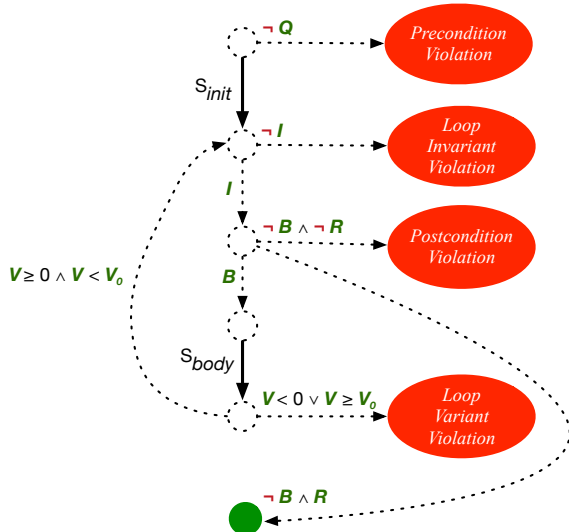 ¬ Q
Precondition
Violation
S_init
¬ I
Loop
Invariant
Violation
I
¬ B ∧ ¬ R
Postcondition
Violation
V ≥ 0 ∧ V < V₀
B
S_body
V < 0 ∨ V ≥ V₀
Loop
Variant
Violation
¬ B ∧ R